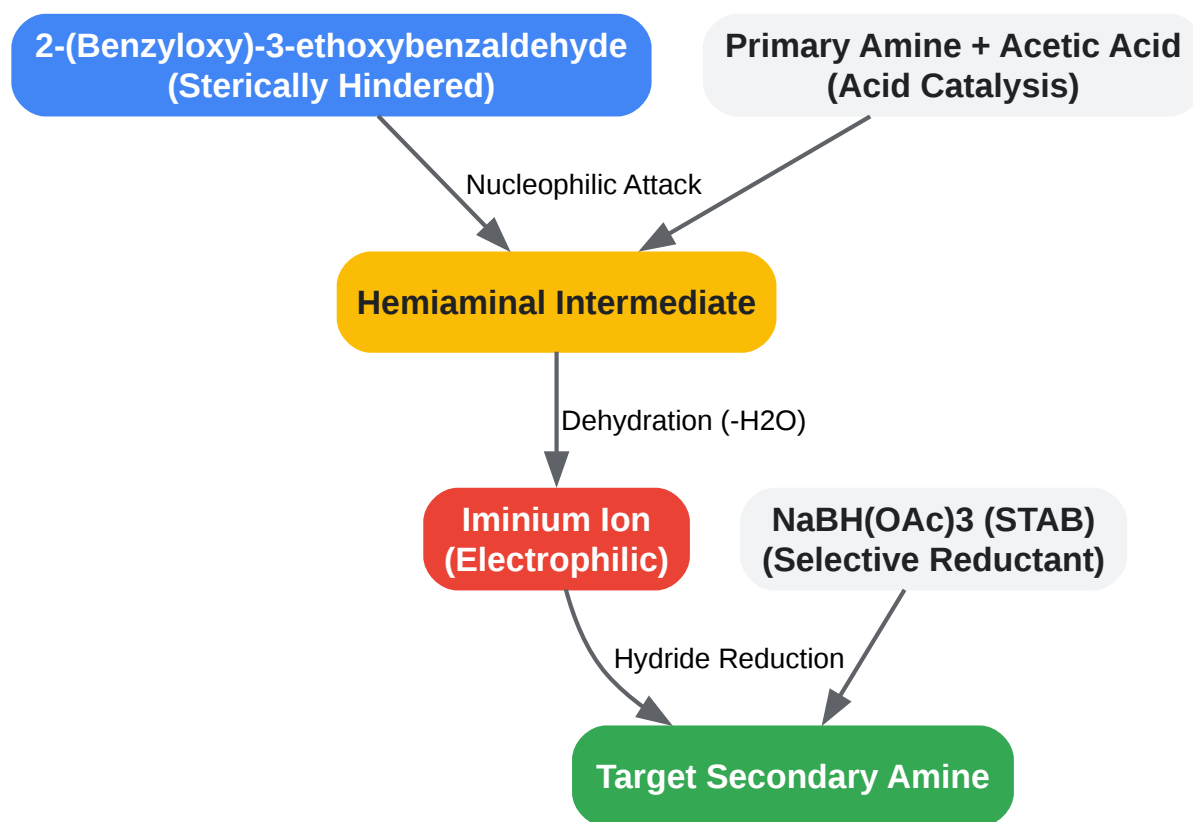 2-(Benzyloxy)-3-ethoxybenzaldehyde
(Sterically Hindered)
Primary Amine + Acetic Acid
(Acid Catalysis)
Nucleophilic Attack
Hemiaminal Intermediate
Dehydration (-H2O)
Iminium Ion
(Electrophilic)
NaBH(OAc)3 (STAB)
(Selective Reductant)
Hydride Reduction
Target Secondary Amine